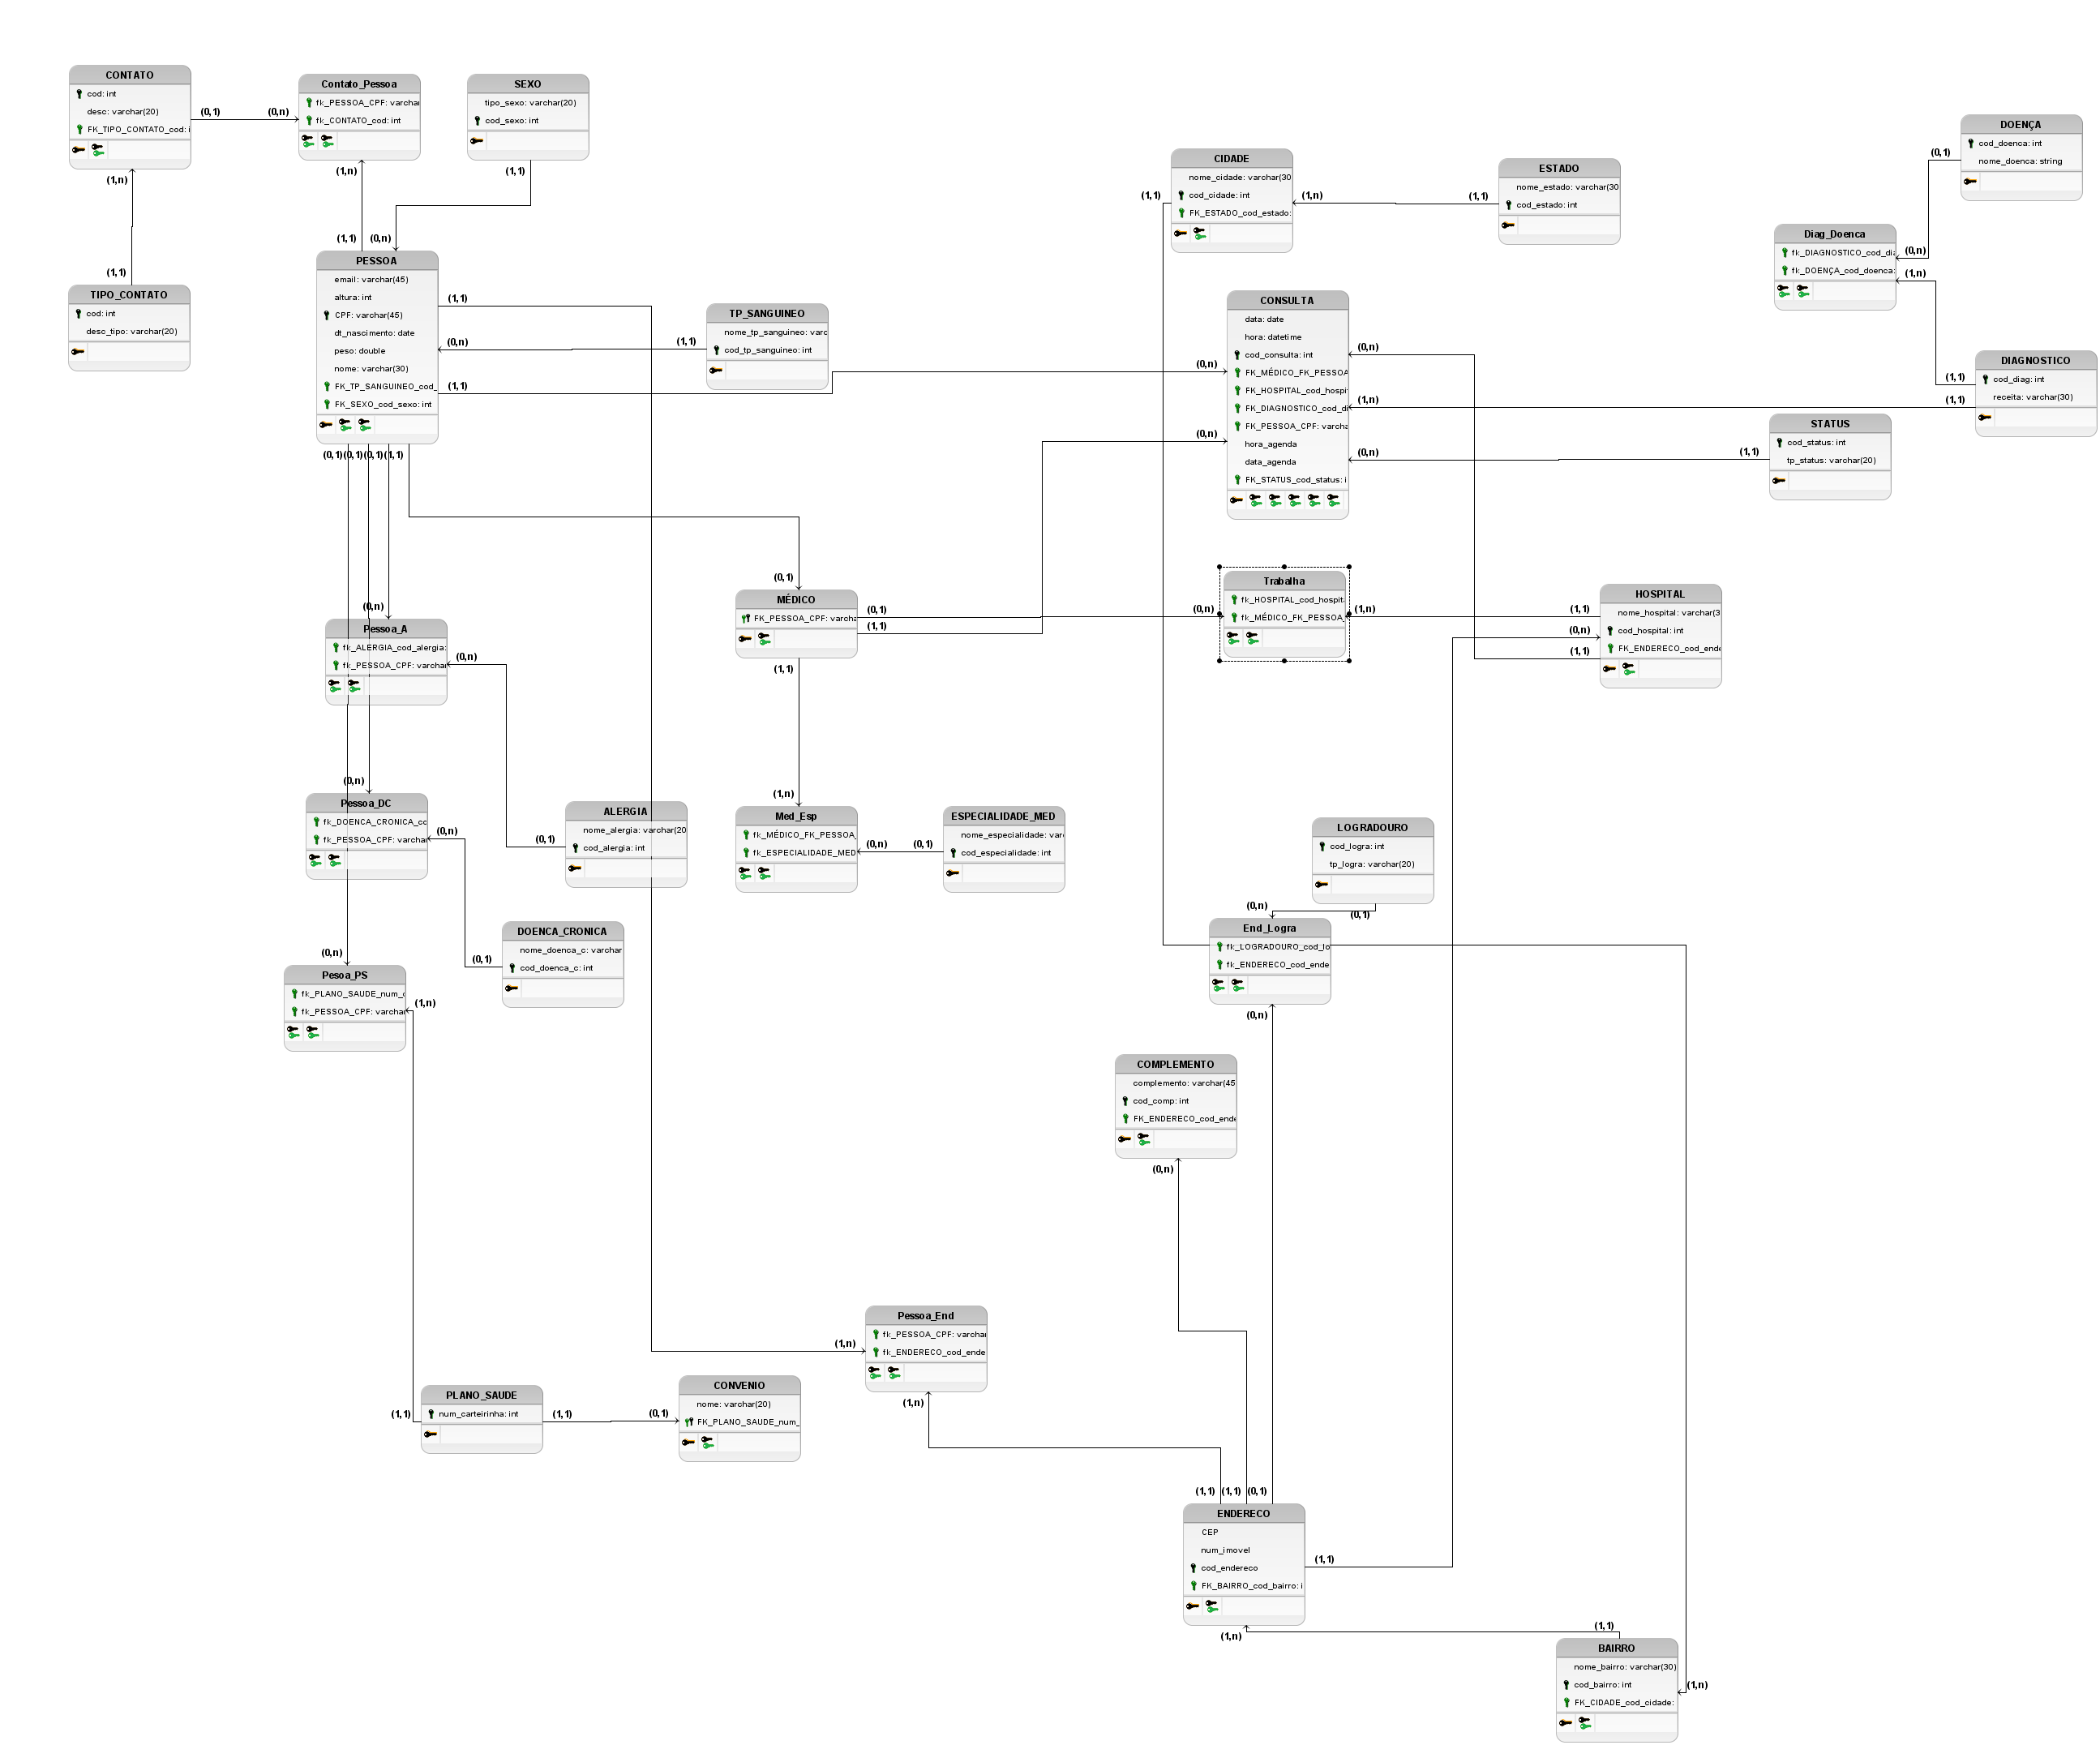 CONTATO
cod: int
desc: varchar(20)
FK_TIPO_CONTATO_cod: i
(0,1)
(0,n)
(1,n)
Contato_Pessoa
fk_PESSOA_CPF: varchar
fk_CONTATO_cod: int
(1,n)
SEXO
tipo_sexo: varchar(20)
cod_sexo: int
(1,1)
(1,1)
TIPO_CONTATO
cod: int
desc_tipo: varchar(20)
(1,1)
(0,n)
PESSOA
email: varchar(45)
altura: int
CPF: varchar(45)
dt_nascimento: date
peso: double
nome: varchar(30)
FK_TP_SANGUINEO_cod_
FK_SEXO_cod_sexo: int
(1,1)
(0,n)
(1,1)
(0,1)(0,1)(0,1)(1,1)
TP_SANGUINEO
nome_tp_sanguineo: varc
cod_tp_sanguineo: int
(1,1)
CIDADE
nome_cidade: varchar(30
cod_cidade: int
FK_ESTADO_cod_estado:
(1,1)
(1,n)
(1,1)
ESTADO
nome_estado: varchar(30
cod_estado: int
DOENÇA
cod_doenca: int
nome_doenca: string
(0,1)
Diag_Doenca
fk_DIAGNOSTICO_cod_dia
fk_DOENÇA_cod_doenca:
(0,n)
(1,n)
DIAGNOSTICO
cod_diag: int
receita: varchar(30)
(1,1)
(1,1)
CONSULTA
data: date
hora: datetime
cod_consulta: int
FK_MÉDICO_FK_PESSOA
FK_HOSPITAL_cod_hospit
FK_DIAGNOSTICO_cod_di
FK_PESSOA_CPF: varcha
hora_agenda
data_agenda
FK_STATUS_cod_status: i
(0,n)
(0,n)
(0,n)
(1,n)
(0,n)
STATUS
cod_status: int
tp_status: varchar(20)
(1,1)
(0,1)
MÉDICO
FK_PESSOA_CPF: varcha
(0,1)
(1,1)
(1,1)
(0,n)
Trabalha
fk_HOSPITAL_cod_hospita
fk_MÉDICO_FK_PESSOA_
(1,n)
HOSPITAL
nome_hospital: varchar(3
cod_hospital: int
FK_ENDERECO_cod_ende
(1,1)
(0,n)
(1,1)
(0,n)
Pessoa_A
fk_ALERGIA_cod_alergia:
fk_PESSOA_CPF: varchar
(0,n)
(0,n)
Pessoa_DC
fk_DOENCA_CRONICA_co
fk_PESSOA_CPF: varchar
(0,n)
ALERGIA
nome_alergia: varchar(20
cod_alergia: int
(0,1)
(1,n)
Med_Esp
fk_MÉDICO_FK_PESSOA_
fk_ESPECIALIDADE_MED
(0,n)
(0,1)
ESPECIALIDADE_MED
nome_especialidade: varc
cod_especialidade: int
LOGRADOURO
cod_logra: int
tp_logra: varchar(20)
(0,n)
(0,1)
End_Logra
fk_LOGRADOURO_cod_lo
fk_ENDERECO_cod_ende
(0,n)
DOENCA_CRONICA
nome_doenca_c: varchar
cod_doenca_c: int
(0,1)
(0,n)
Pesoa_PS
fk_PLANO_SAUDE_num_c
fk_PESSOA_CPF: varchar
(1,n)
COMPLEMENTO
complemento: varchar(45
cod_comp: int
FK_ENDERECO_cod_ende
(0,n)
Pessoa_End
fk_PESSOA_CPF: varchar
fk_ENDERECO_cod_ende
(1,n)
(1,n)
PLANO_SAUDE
num_carteirinha: int
(1,1)
(1,1)
(0,1)
CONVENIO
nome: varchar(20)
FK_PLANO_SAUDE_num_
(1,1)
(1,1)
(0,1)
ENDERECO
CEP
num_imovel
cod_endereco
FK_BAIRRO_cod_bairro: i
(1,1)
(1,n)
(1,1)
BAIRRO
nome_bairro: varchar(30)
cod_bairro: int
FK_CIDADE_cod_cidade:
(1,n)